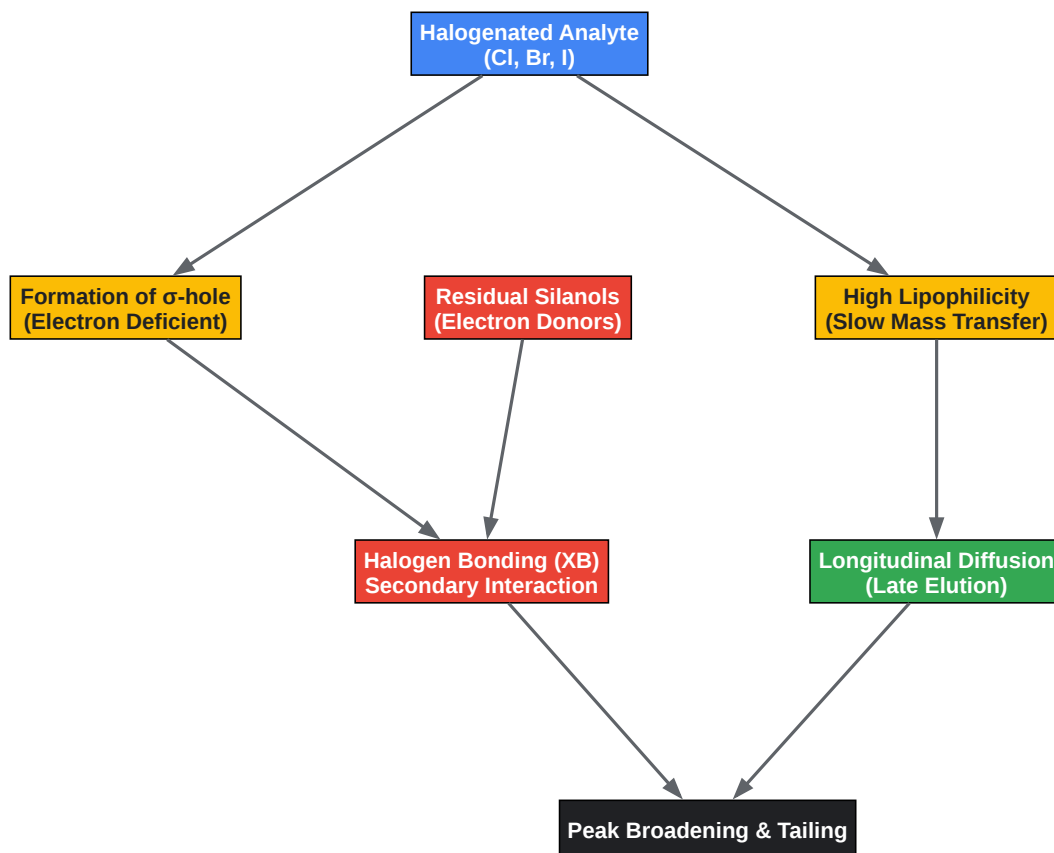 Halogenated Analyte
(Cl, Br, I)
Formation of σ-hole
(Electron Deficient)
Residual Silanols
(Electron Donors)
High Lipophilicity
(Slow Mass Transfer)
Halogen Bonding (XB)
Secondary Interaction
Longitudinal Diffusion
(Late Elution)
Peak Broadening & Tailing